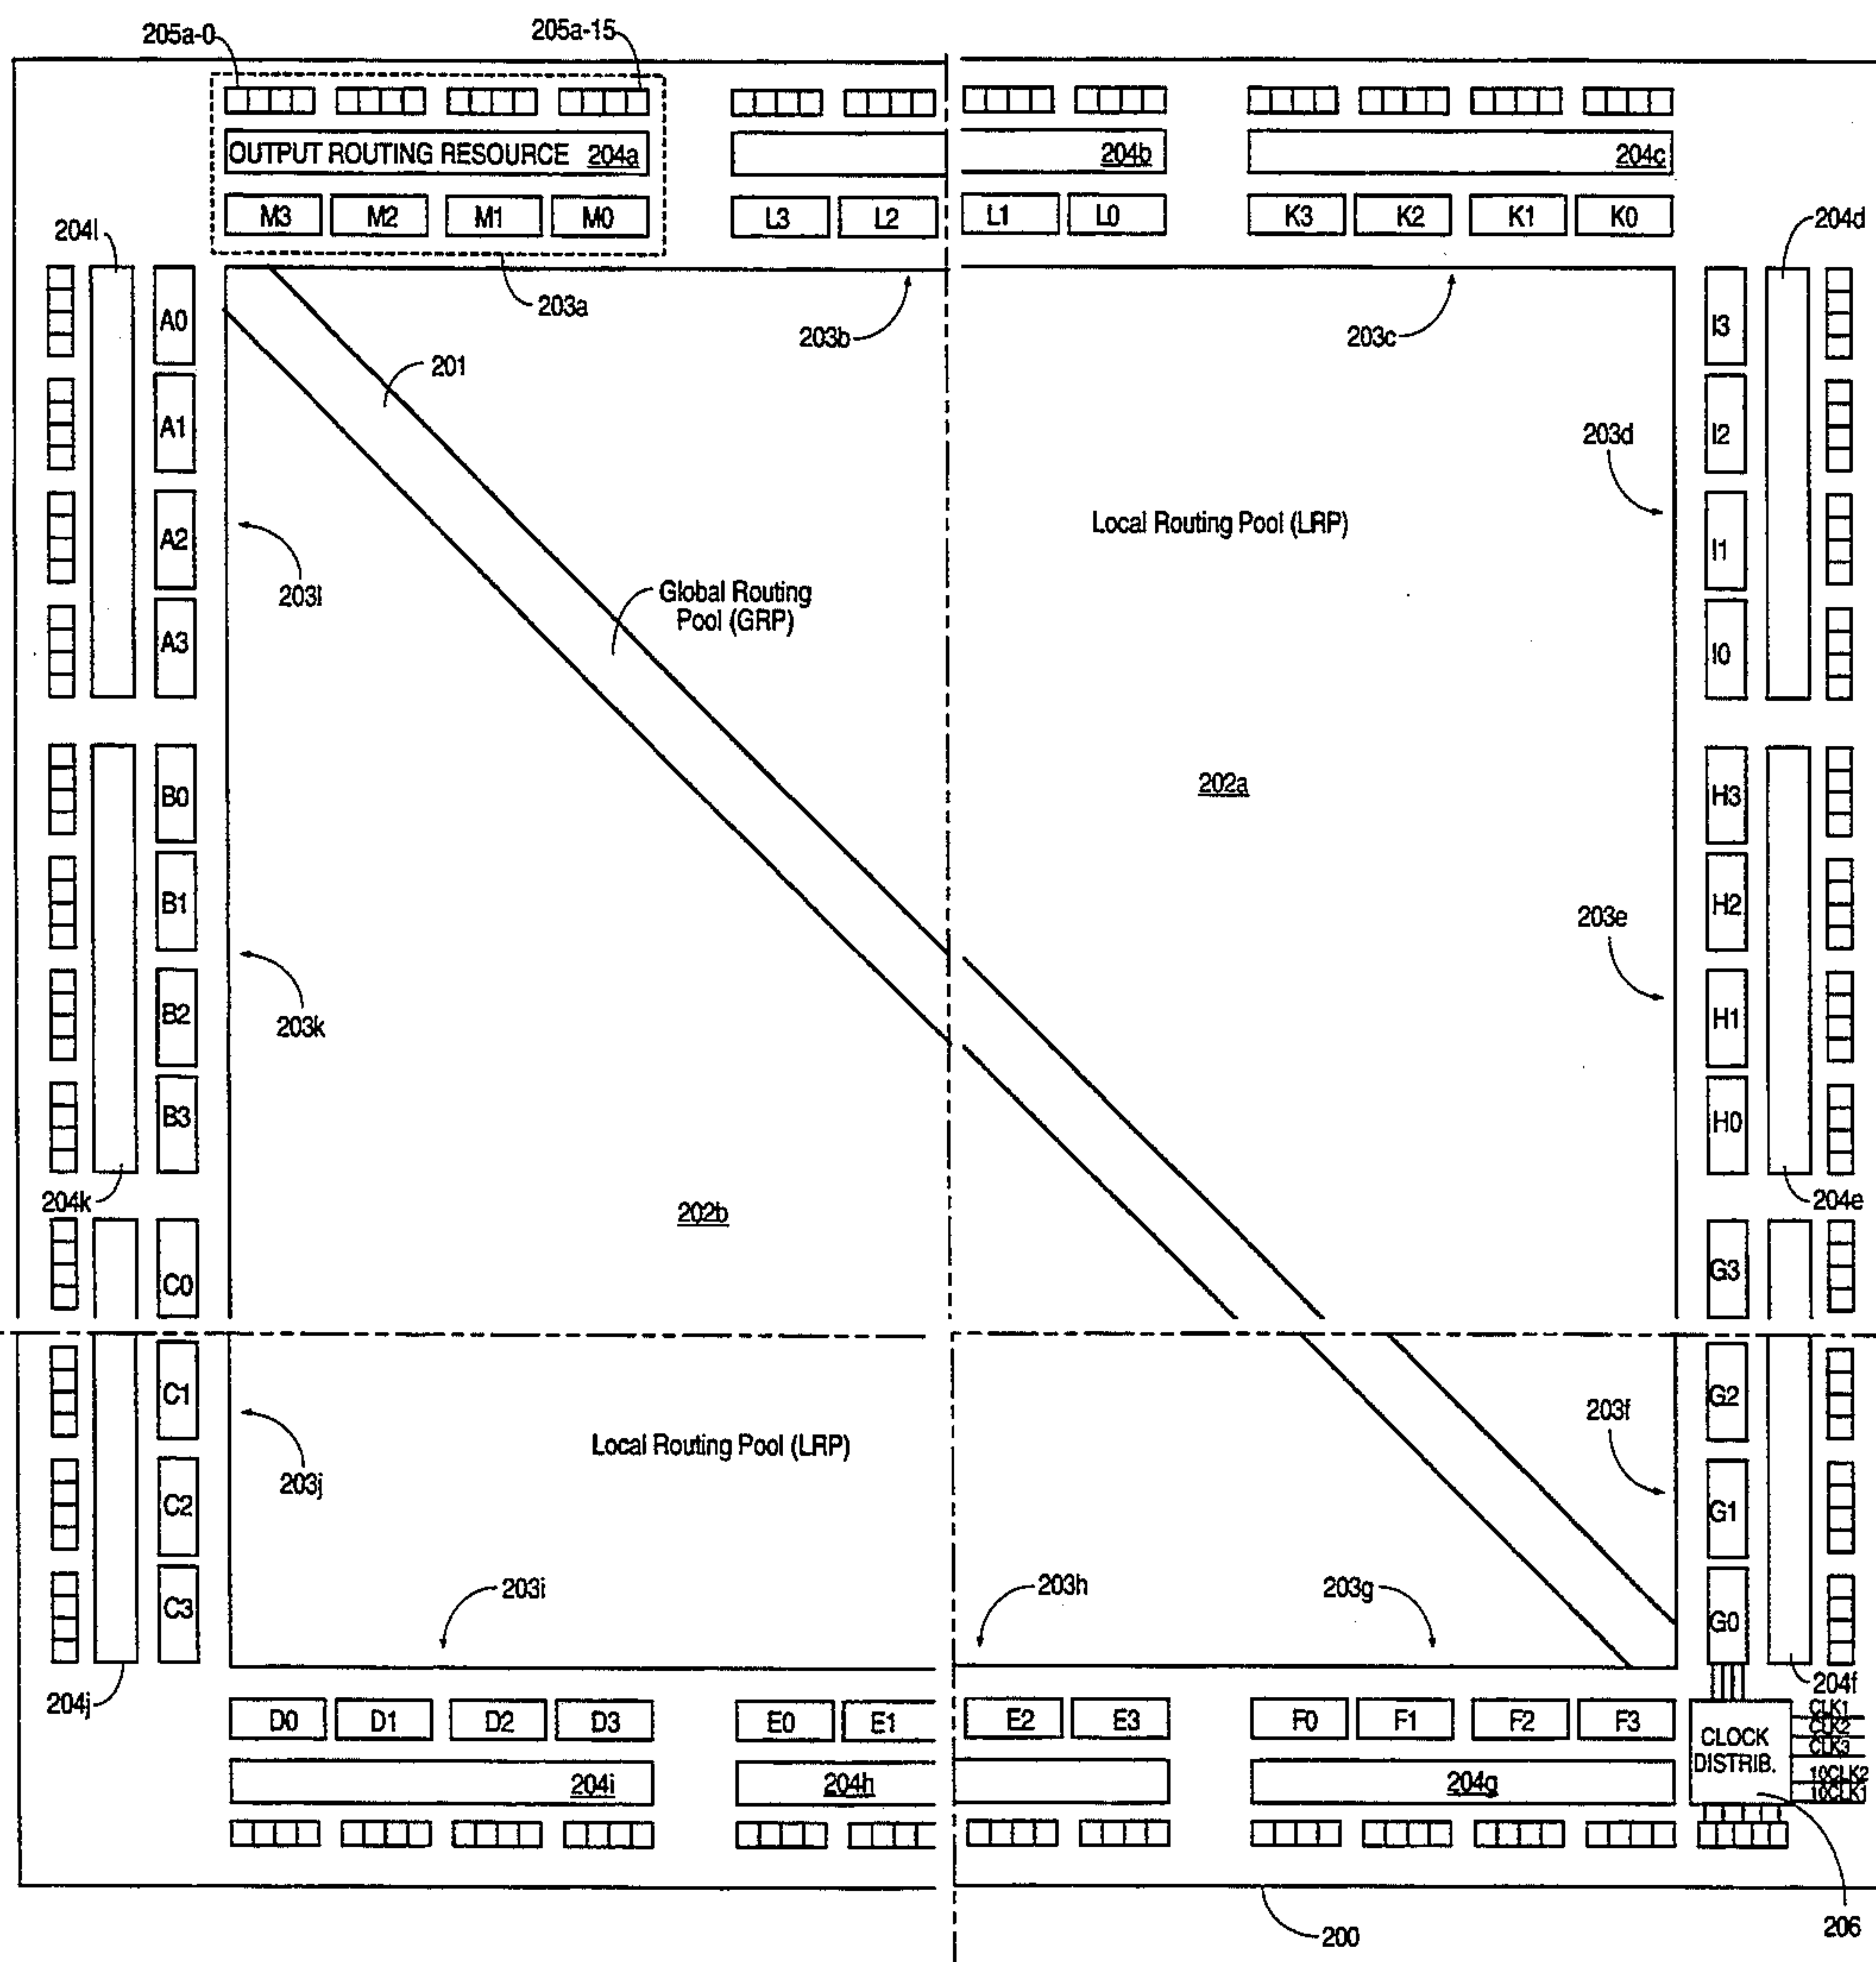 205a-0
205a-15
OUTPUT ROUTING RESOURCE 204a
204b
204c
M3 M2 M1 M0
L3 L2 L1 L0
K3 K2 K1 K0
204l
204d
203a
203b
203c
A0
I3
201
A1
I2
203d
Local Routing Pool (LRP)
A2
I1
203l
Global Routing
Pool (GRP)
A3
I0
202a
B0
H3
B1
H2
203e
203k
B2
H1
B3
H0
204k
204e
202b
C0
G3
C1
G2
203f
Local Routing Pool (LRP)
203j
C2
G1
203i
203h
203g
C3
G0
204j
204f
D0 D1 D2 D3
E0 E1 E2 E3
F0 F1 F2 F3
CLOCK
DISTRIB.
CLK1
CLK2
CLK3
10CLK2
10CLK1
204i
204h
204g
200
206